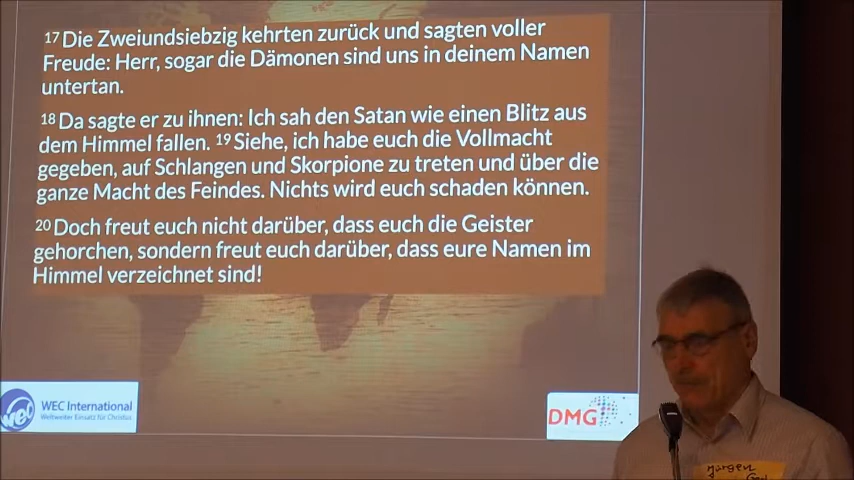 17 Die Zweiundsiebzig kehrten zurück und sagten voller
Freude: Herr, sogar die Dämonen sind uns in deinem Namen
untertan.
18 Da sagte er zu ihnen: Ich sah den Satan wie einen Blitz aus
dem Himmel fallen. 19 Siehe, ich habe euch die Vollmacht
gegeben, auf Schlangen und Skorpione zu treten und über die
ganze Macht des Feindes. Nichts wird euch schaden können.
20 Doch freut euch nicht darüber, dass euch die Geister
gehorchen, sondern freut euch darüber, dass eure Namen im
Himmel verzeichnet sind!
wec
WEC International
Weltweiter Einsatz für Christus
DMG
Jürgen